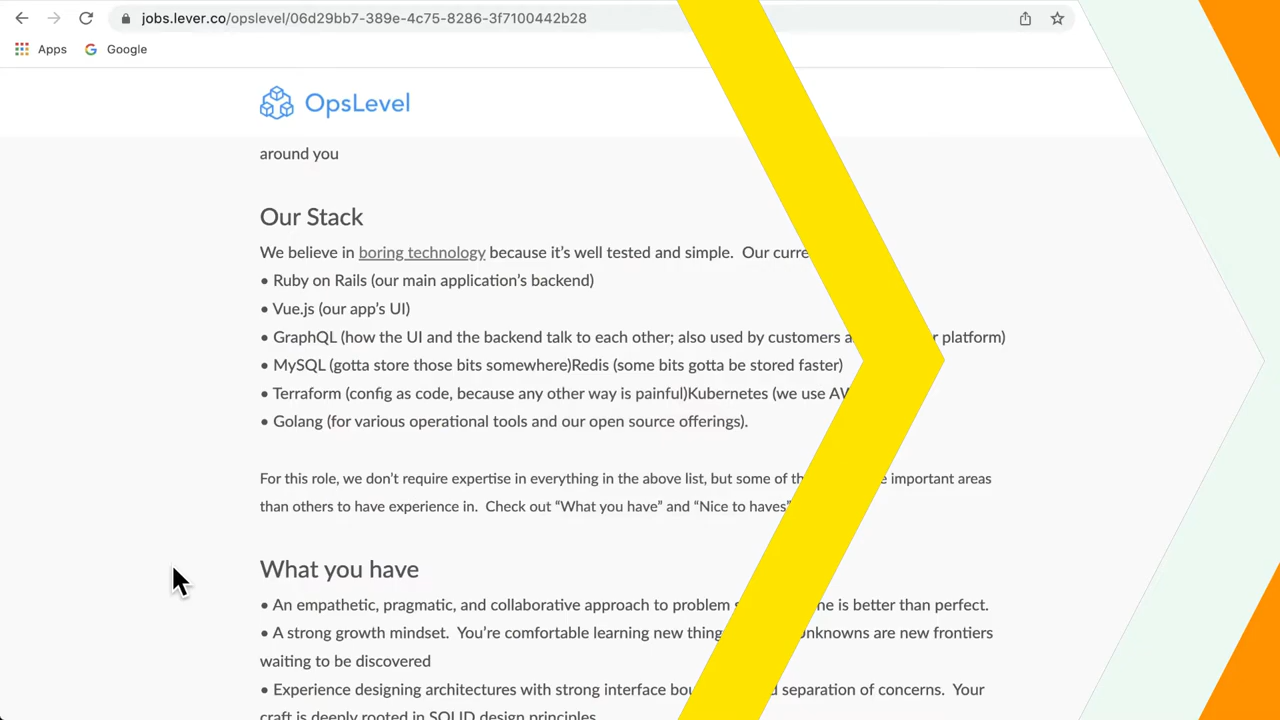 jobs.lever.co/opslevel/06d29bb7-389e-4c75-8286-3f7100442b28
Apps Google
OpsLevel
around you
Our Stack
We believe in boring technology because it’s well tested and simple. Our curre
• Ruby on Rails (our main application’s backend)
• Vue.js (our app’s UI)
• GraphQL (how the UI and the backend talk to each other; also used by customers a r platform)
• MySQL (gotta store those bits somewhere)Redis (some bits gotta be stored faster)
• Terraform (config as code, because any other way is painful)Kubernetes (we use AW
• Golang (for various operational tools and our open source offerings).
For this role, we don’t require expertise in everything in the above list, but some of th e important areas
than others to have experience in. Check out “What you have” and “Nice to haves”
What you have
• An empathetic, pragmatic, and collaborative approach to problem s ne is better than perfect.
• A strong growth mindset. You’re comfortable learning new thing Unknowns are new frontiers
waiting to be discovered
• Experience designing architectures with strong interface bou d separation of concerns. Your
craft is deeply rooted in SOLID design principles